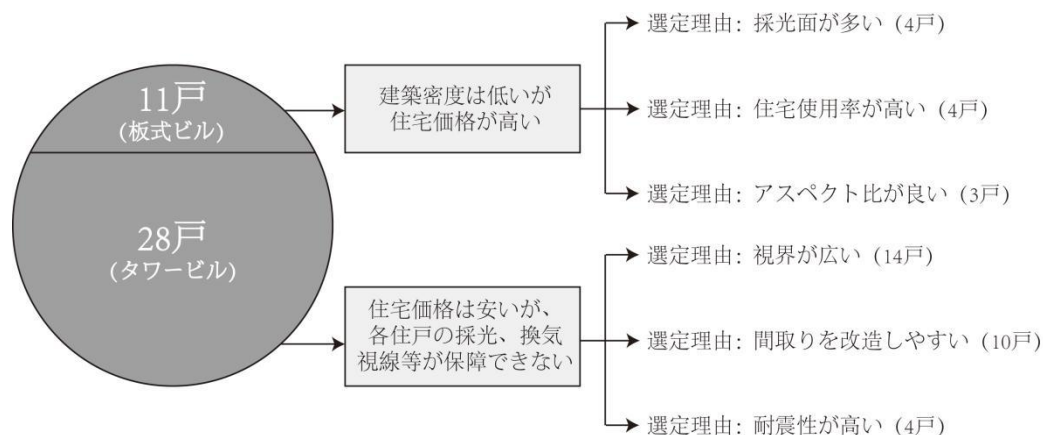 11戸
(板式ビル)
建築密度は低いが
住宅価格が高い
選定理由: 採光面が多い (4戸)
選定理由: 住宅使用率が高い (4戸)
選定理由: アスペクト比が良い (3戸)
28戸
(タワービル)
住宅価格は安いが、
各住戸の採光、換気
視線等が保障できない
選定理由: 視界が広い (14戸)
選定理由: 間取りを改造しやすい (10戸)
選定理由: 耐震性が高い (4戸)